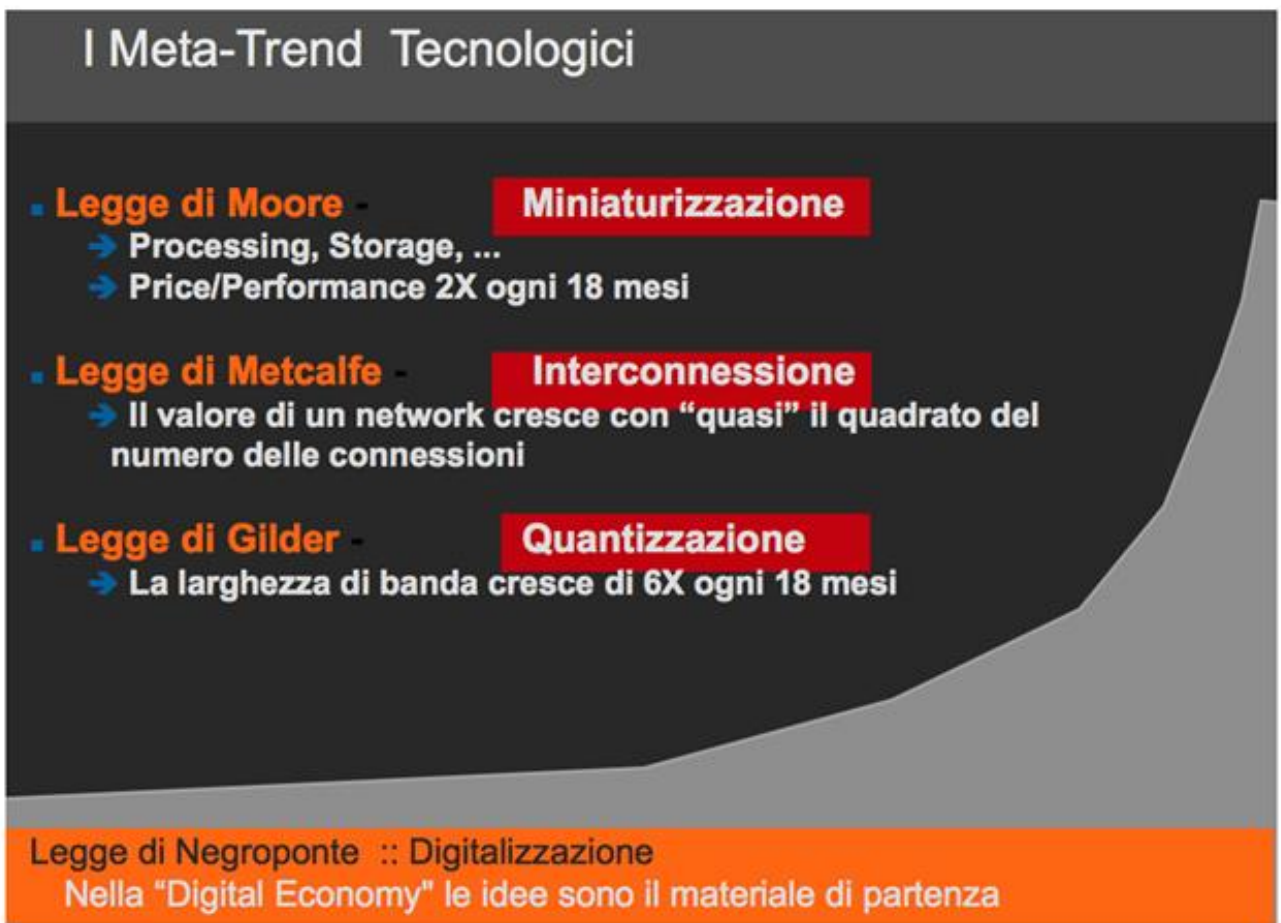 I Meta-Trend Tecnologici
Legge di Moore - Miniaturizzazione
Processing, Storage, ...
Price/Performance 2X ogni 18 mesi
Legge di Metcalfe - Interconnessione
Il valore di un network cresce con “quasi” il quadrato del
numero delle connessioni
Legge di Gilder - Quantizzazione
La larghezza di banda cresce di 6X ogni 18 mesi
Legge di Negroponte :: Digitalizzazione
Nella “Digital Economy" le idee sono il materiale di partenza